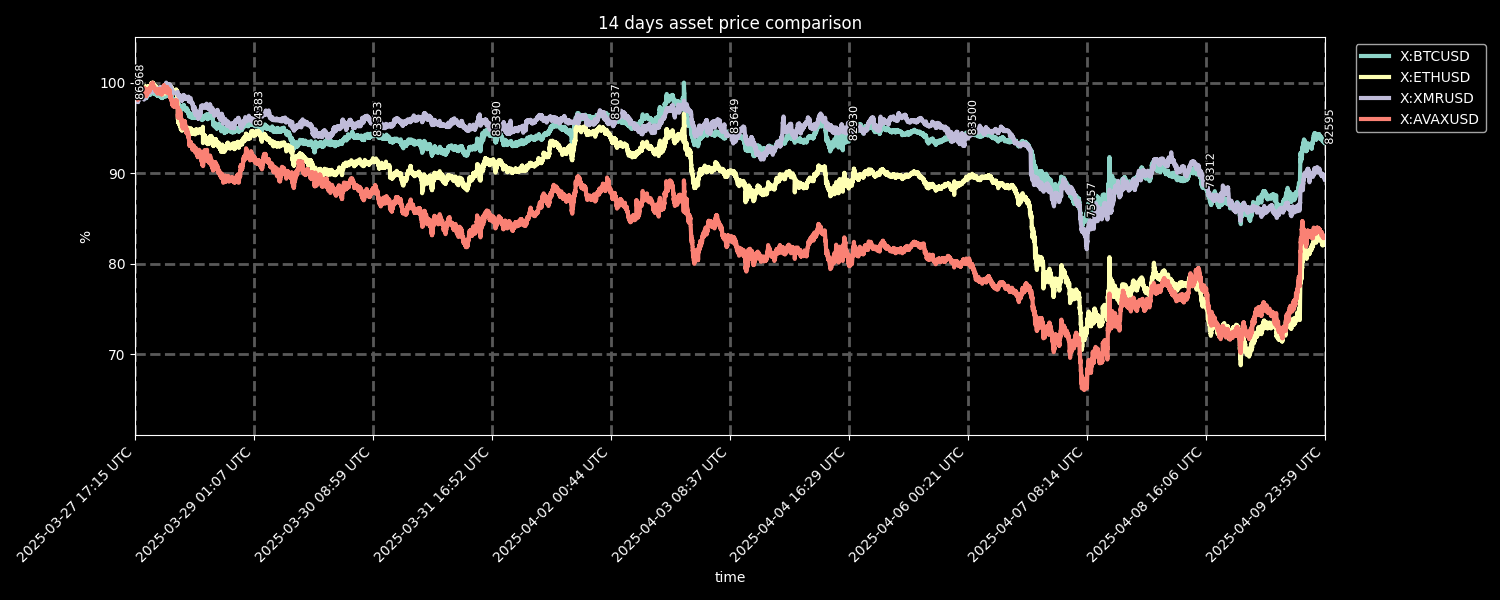 14 days asset price comparison
X:BTCUSD
X:ETHUSD
X:XMRUSD
X:AVAXUSD
100
90
80
70
%
86968
84383
83353
83390
85037
83649
82930
83500
75457
78312
82595
2025-03-27 17:15 UTC
2025-03-29 01:07 UTC
2025-03-30 08:59 UTC
2025-03-31 16:52 UTC
2025-04-02 00:44 UTC
2025-04-03 08:37 UTC
2025-04-04 16:29 UTC
2025-04-06 00:21 UTC
2025-04-07 08:14 UTC
2025-04-08 16:06 UTC
2025-04-09 23:59 UTC
time